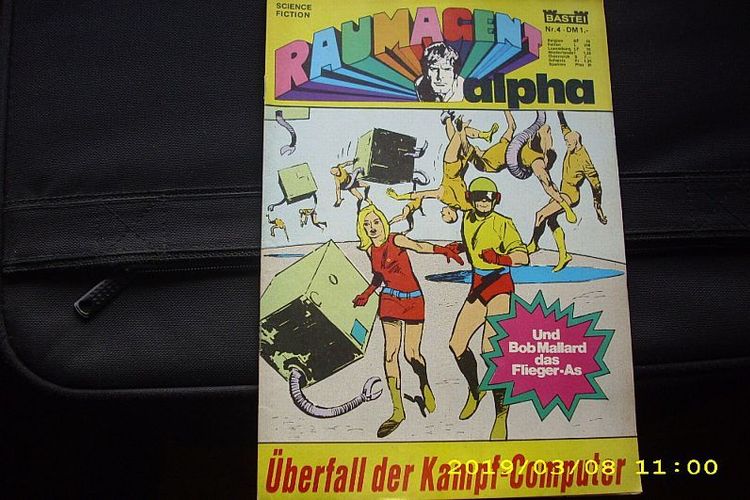 SCIENCE
FICTION
BASTEI
Nr. 4 · DM 1,-
RAUMAGENT
alpha
Und
Bob Mallard
das
Flieger-As
Überfall der Kampf-Computer
2019/03/08 11:00